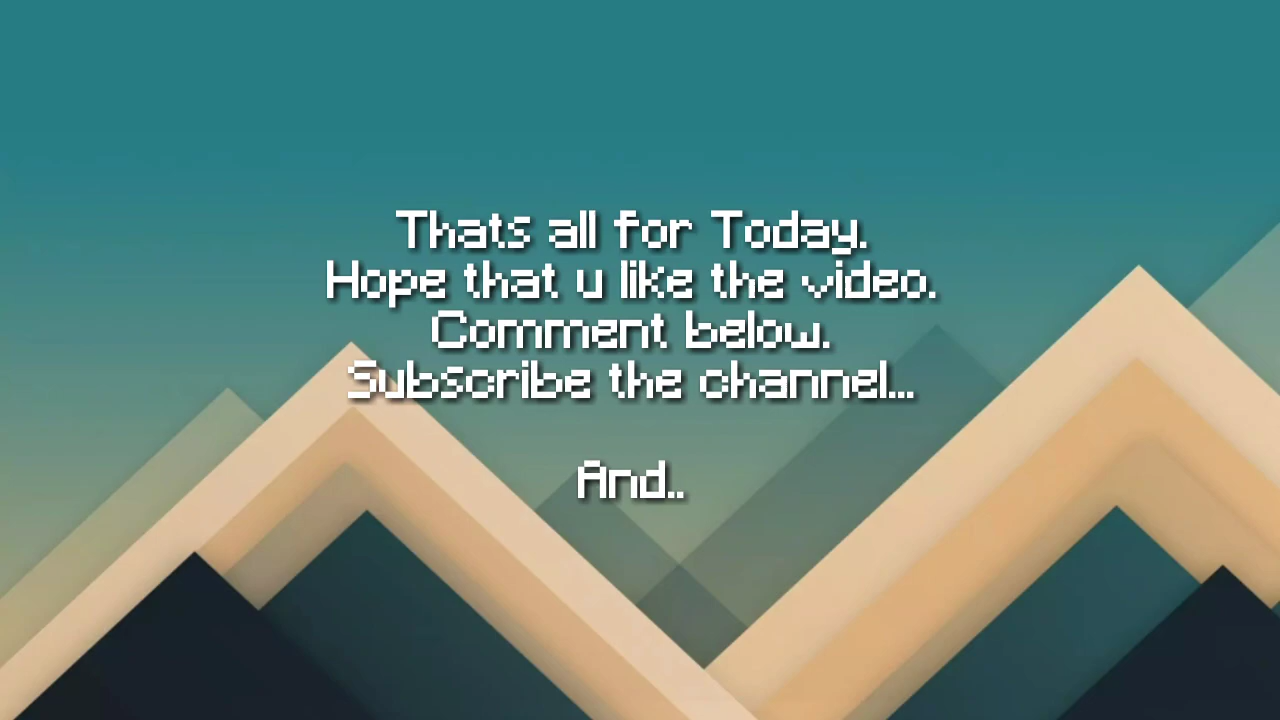 Thats all for Today.
Hope that u like the video.
Comment below.
Subscribe the channel...
And..